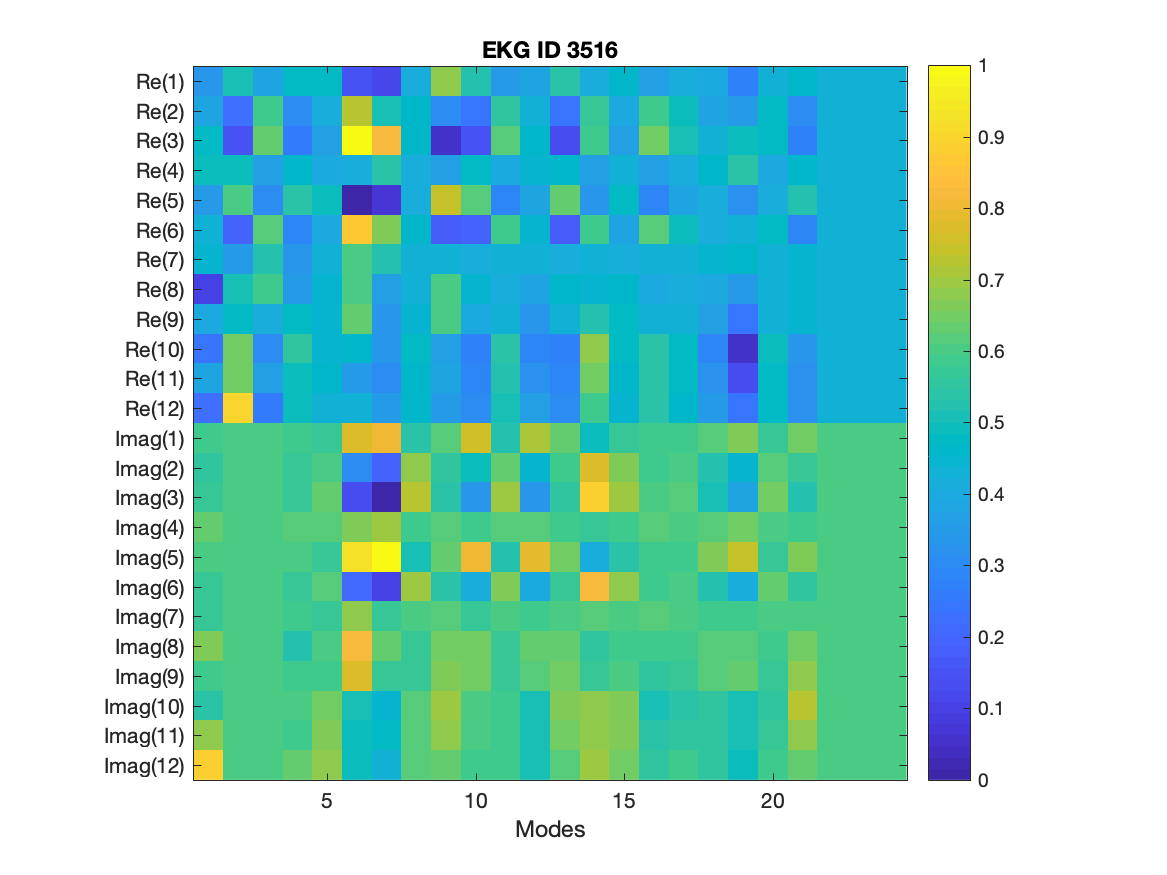 EKG ID 3516
Re(1)
Re(2)
Re(3)
Re(4)
Re(5)
Re(6)
Re(7)
Re(8)
Re(9)
Re(10)
Re(11)
Re(12)
Imag(1)
Imag(2)
Imag(3)
Imag(4)
Imag(5)
Imag(6)
Imag(7)
Imag(8)
Imag(9)
Imag(10)
Imag(11)
Imag(12)
5 10 15 20
Modes
1
0.9
0.8
0.7
0.6
0.5
0.4
0.3
0.2
0.1
0